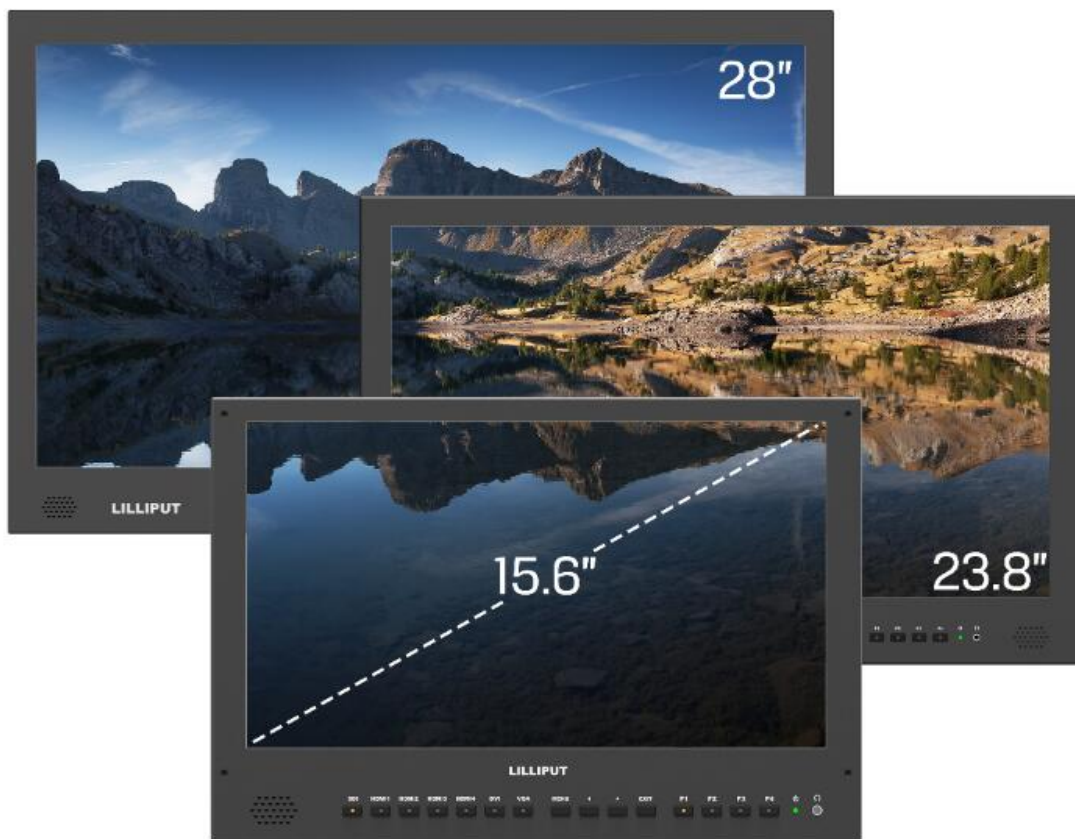 28"
23.8"
15.6"
LILLIPUT
LILLIPUT
SDI HDMI1 HDMI2 HDMI3 HDMI4 DVI VGA MENU EXIT F1 F2 F3 F4